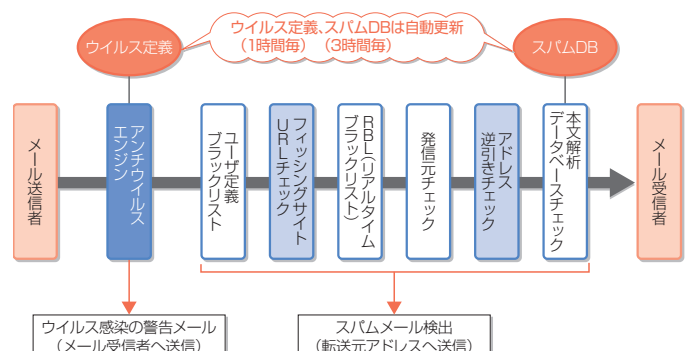 ウイルス定義
ウイルス定義、スパムDBは自動更新
（1時間毎）（3時間毎）
スパムDB
メール送信者
アンチウイルス
エンジン
ユーザ定義
ブラックリスト
フィッシングサイト
URLチェック
RBL（リアルタイム
ブラックリスト）
発信元チェック
アドレス
逆引きチェック
本文解析
データベースチェック
メール受信者
ウイルス感染の警告メール
（メール受信者へ送信）
スパムメール検出
（転送元アドレスへ送信）